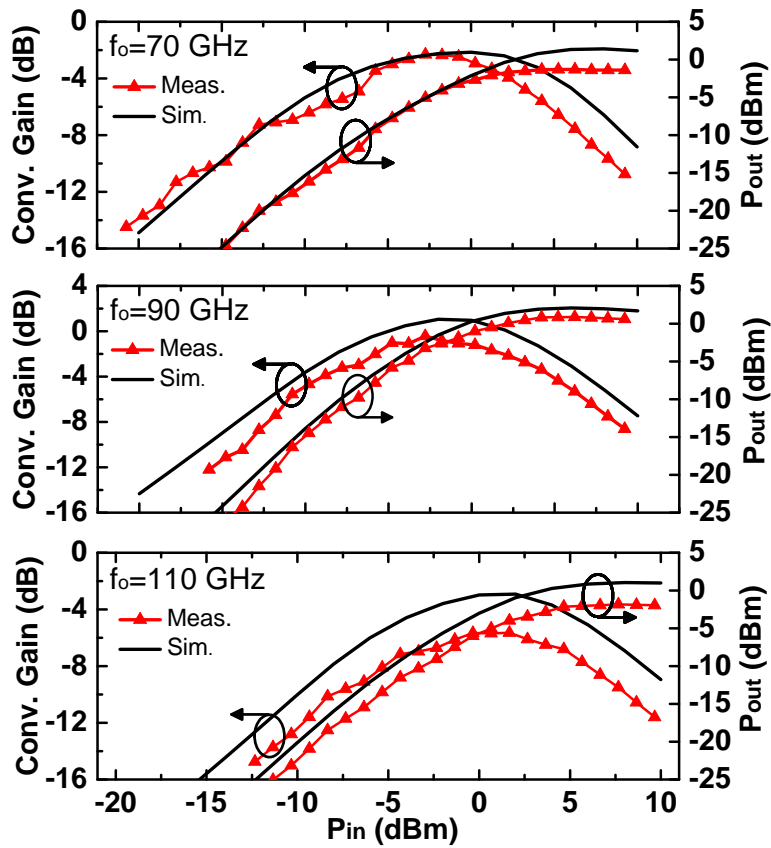 fo=70 GHz
Meas.
Sim.
Conv. Gain (dB)
0
-4
-8
-12
-16
5
0
-5
-10
-15
-20
-25
Pout (dBm)
fo=90 GHz
Meas.
Sim.
Conv. Gain (dB)
4
0
-4
-8
-12
-16
5
0
-5
-10
-15
-20
-25
Pout (dBm)
fo=110 GHz
Meas.
Sim.
Conv. Gain (dB)
0
-4
-8
-12
-16
5
0
-5
-10
-15
-20
-25
Pout (dBm)
-20 -15 -10 -5 0 5 10
Pin (dBm)